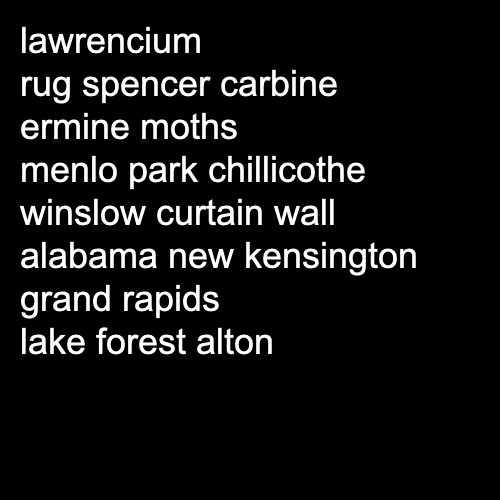 lawrencium
rug spencer carbine
ermine moths
menlo park chillicothe
winslow curtain wall
alabama new kensington
grand rapids
lake forest alton